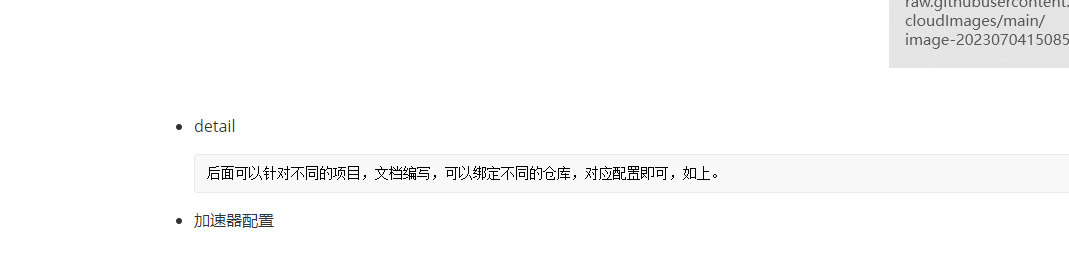 raw.githubusercontent.
cloudImages/main/
image-2023070415085
detail
后面可以针对不同的项目，文档编写，可以绑定不同的仓库，对应配置即可，如上。
加速器配置